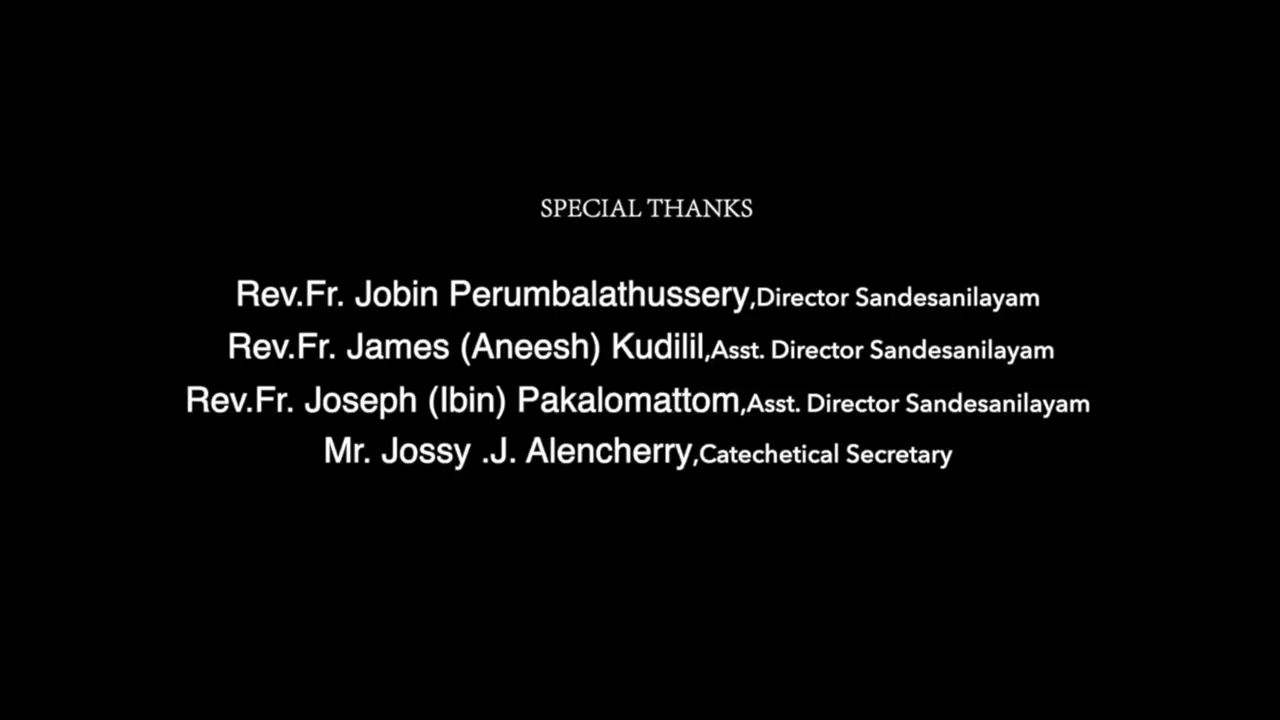 SPECIAL THANKS
Rev.Fr. Jobin Perumbalathussery,Director Sandesanilayam
Rev.Fr. James (Aneesh) Kudilil,Asst. Director Sandesanilayam
Rev.Fr. Joseph (Ibin) Pakalomattom,Asst. Director Sandesanilayam
Mr. Jossy .J. Alencherry,Catechetical Secretary